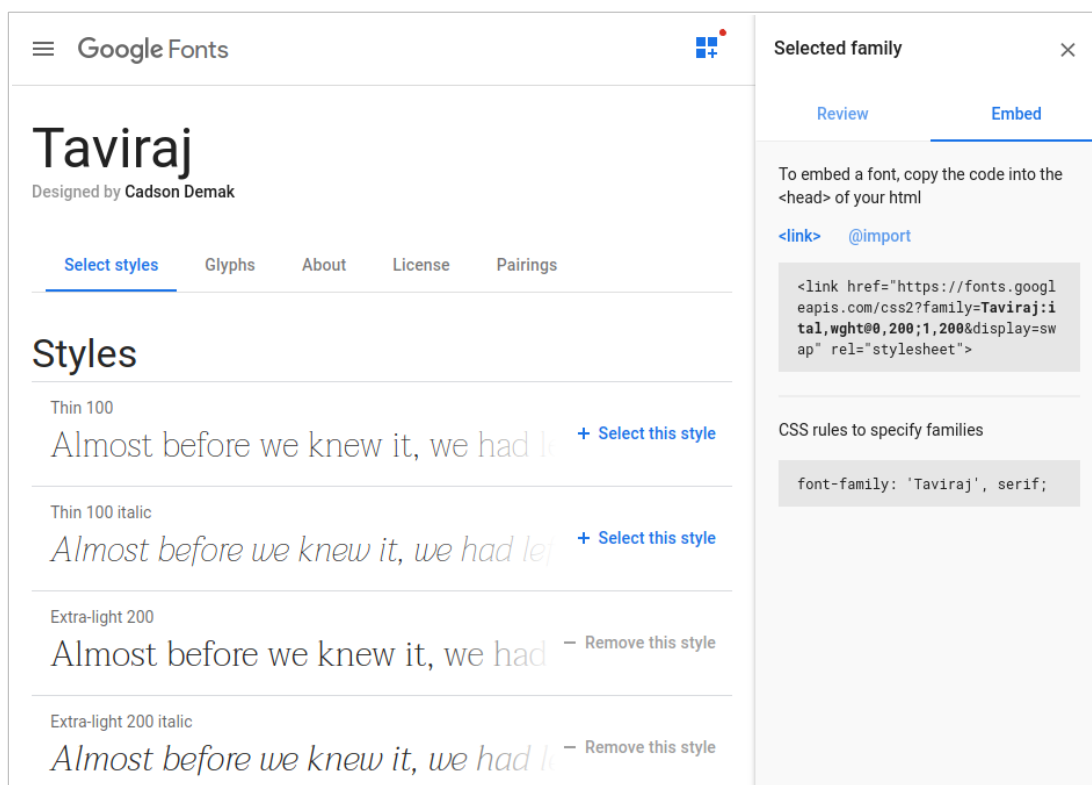 Google Fonts
Taviraj
Designed by Cadson Demak
Select styles Glyphs About License Pairings
Styles
Thin 100
Almost before we knew it, we had
+ Select this style
Thin 100 italic
Almost before we knew it, we had lef
+ Select this style
Extra-light 200
Almost before we knew it, we had
− Remove this style
Extra-light 200 italic
Almost before we knew it, we had
− Remove this style
Selected family
Review Embed
To embed a font, copy the code into the
<head> of your html
<link> @import
<link href="https://fonts.googl
eapis.com/css2?family=Taviraj:i
tal,wght@0,200;1,200&display=sw
ap" rel="stylesheet">
CSS rules to specify families
font-family: 'Taviraj', serif;